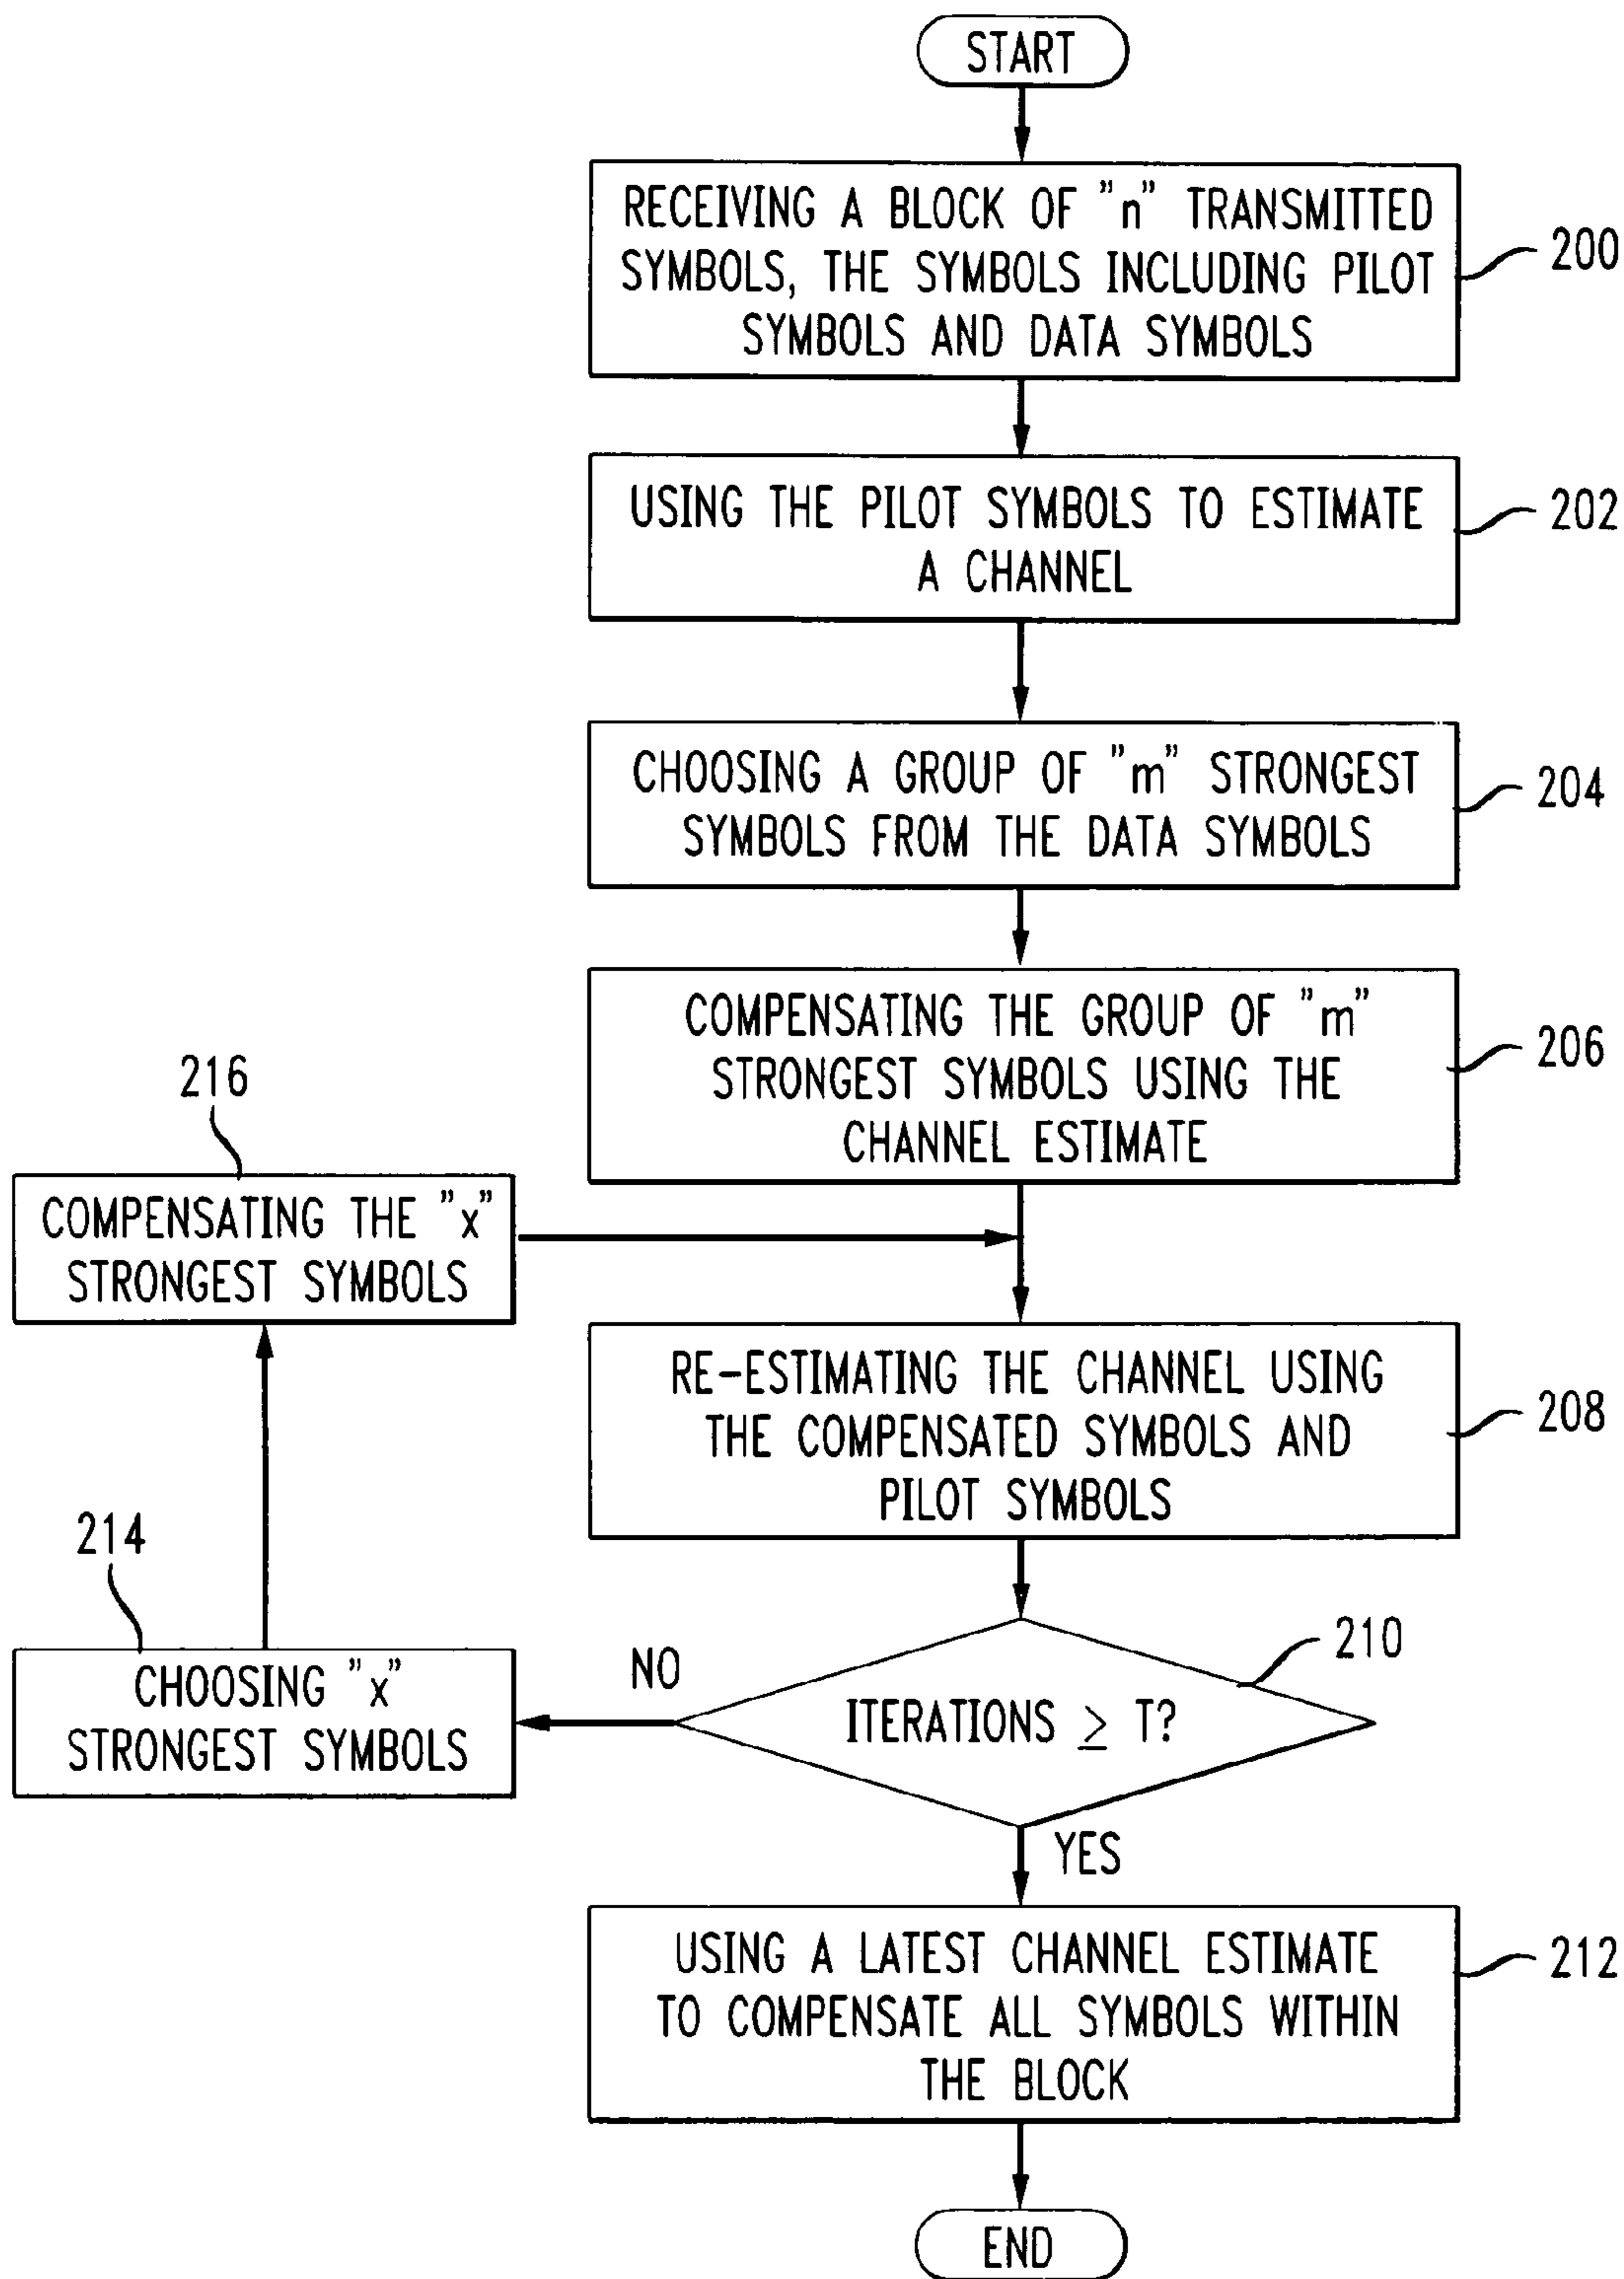 START
RECEIVING A BLOCK OF "n" TRANSMITTED
SYMBOLS, THE SYMBOLS INCLUDING PILOT
SYMBOLS AND DATA SYMBOLS
200
USING THE PILOT SYMBOLS TO ESTIMATE
A CHANNEL
202
CHOOSING A GROUP OF "m" STRONGEST
SYMBOLS FROM THE DATA SYMBOLS
204
COMPENSATING THE GROUP OF "m"
STRONGEST SYMBOLS USING THE
CHANNEL ESTIMATE
206
216
COMPENSATING THE "x"
STRONGEST SYMBOLS
RE-ESTIMATING THE CHANNEL USING
THE COMPENSATED SYMBOLS AND
PILOT SYMBOLS
208
214
CHOOSING "x"
STRONGEST SYMBOLS
NO
ITERATIONS ≥ T?
210
YES
USING A LATEST CHANNEL ESTIMATE
TO COMPENSATE ALL SYMBOLS WITHIN
THE BLOCK
212
END